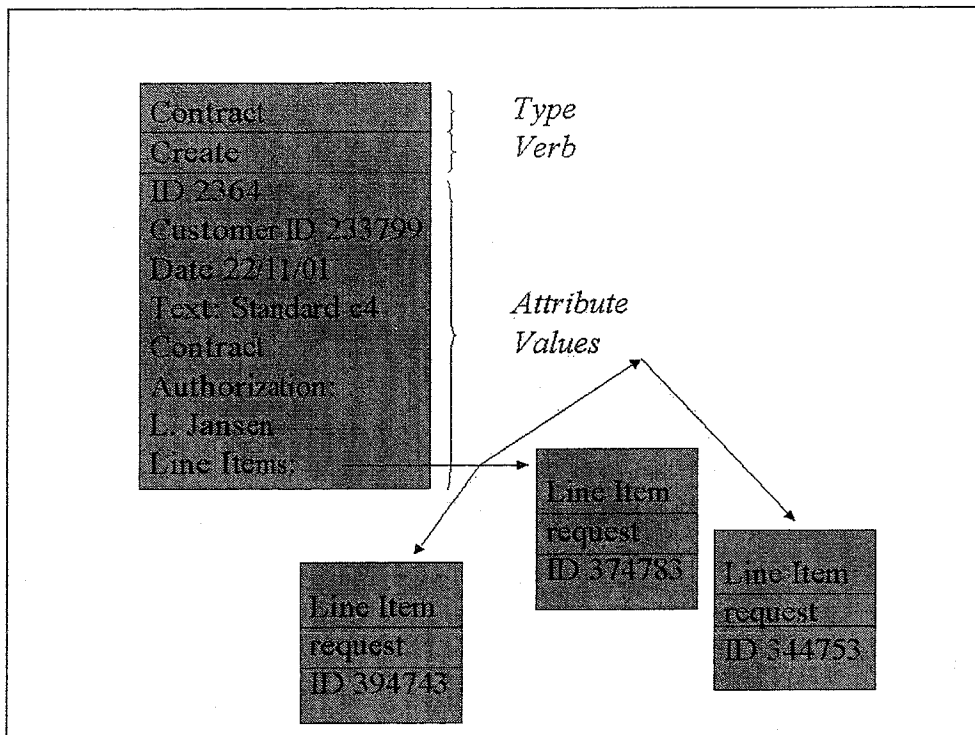 Contract
Create
ID 2364
Customer ID 233799
Date 22/11/01
Text: Standard e4
Contract
Authorization:
L. Jansen
Line Items:
Type
Verb
Attribute
Values
Line Item
request
ID 374783
Line Item
request
ID 344753
Line Item
request
ID 394743